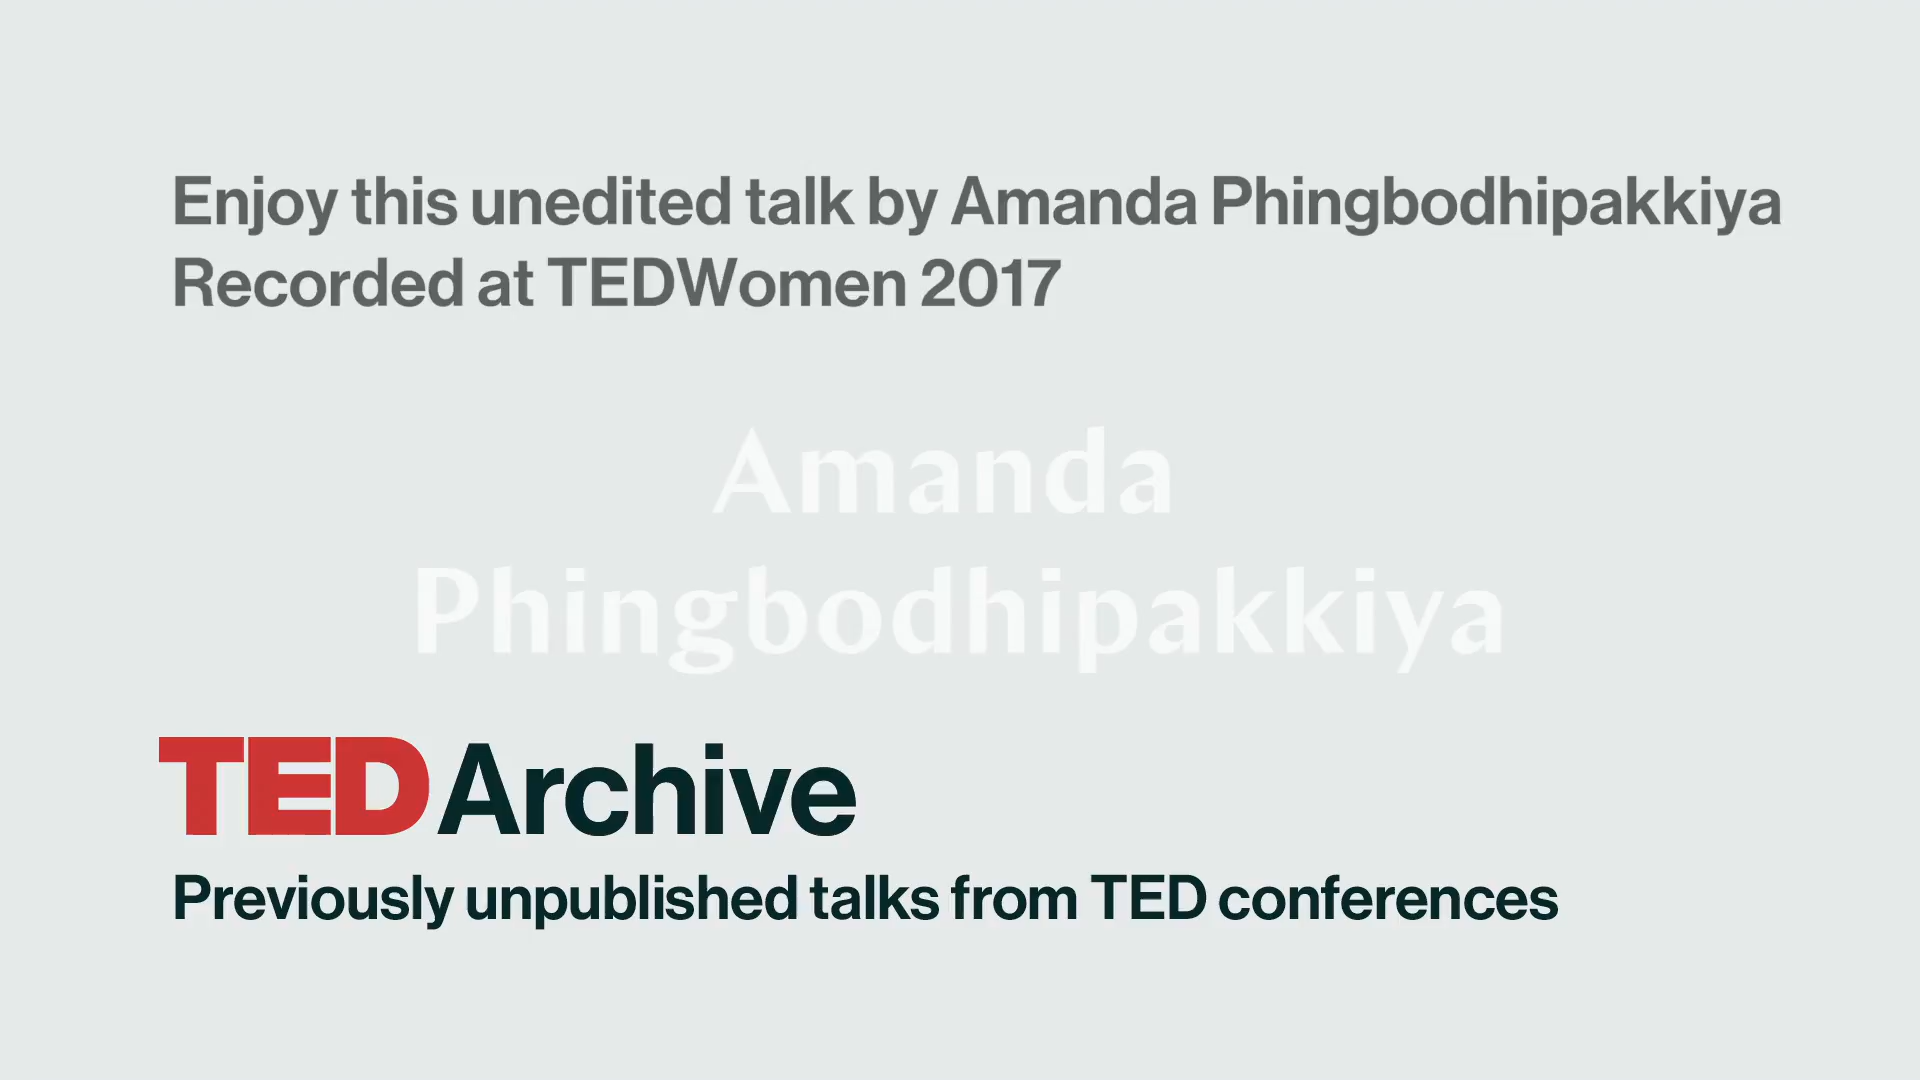 Enjoy this unedited talk by Amanda Phingbodhipakkiya
Recorded at TEDWomen 2017
Amanda
Phingbodhipakkiya
TED Archive
Previously unpublished talks from TED conferences